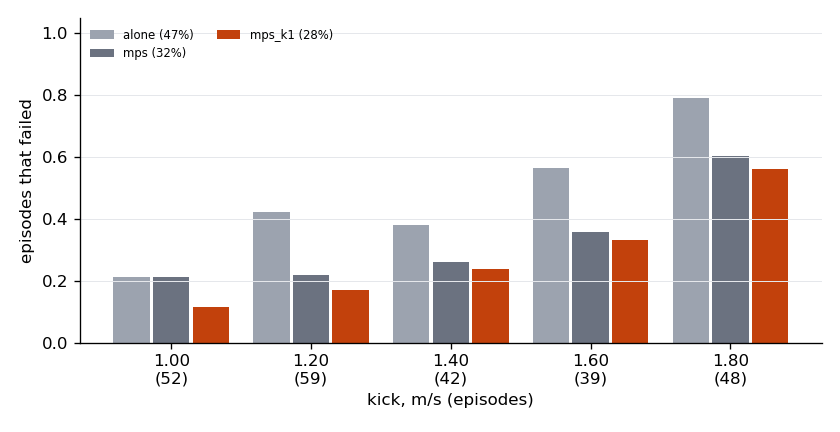 alone (47%)
mps (32%)
mps_k1 (28%)
1.0
0.8
0.6
0.4
0.2
0.0
episodes that failed
1.00 1.20 1.40 1.60 1.80
(52) (59) (42) (39) (48)
kick, m/s (episodes)